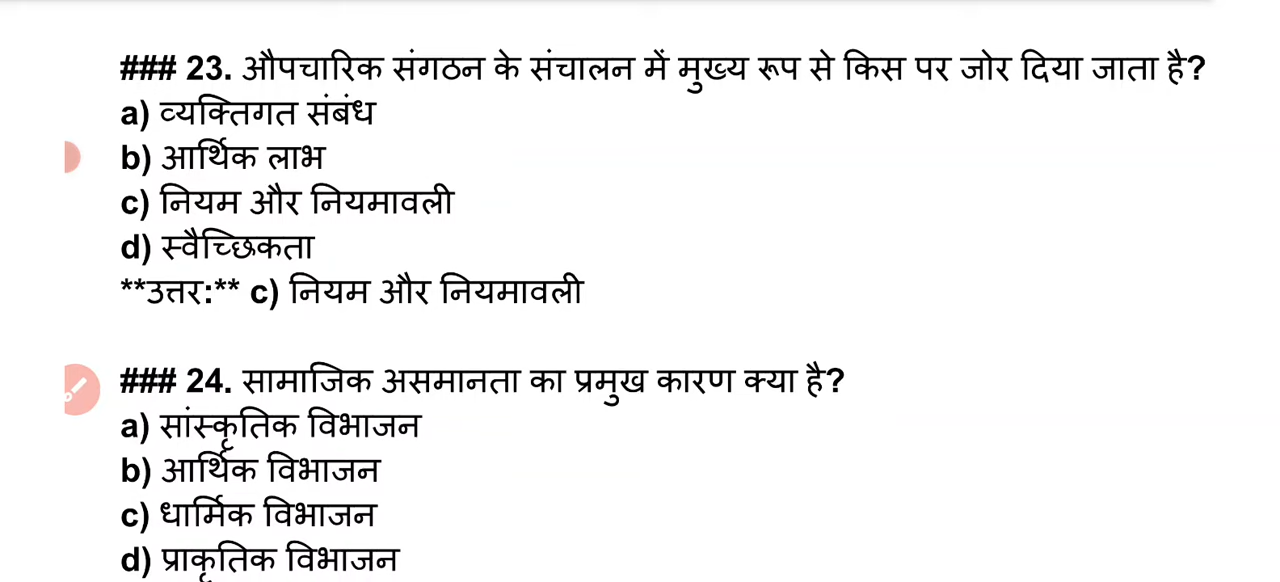 ### 23. औपचारिक संगठन के संचालन में मुख्य रूप से किस पर जोर दिया जाता है?
a) व्यक्तिगत संबंध
b) आर्थिक लाभ
c) नियम और नियमावली
d) स्वैच्छिकता
**उत्तर:** c) नियम और नियमावली
### 24. सामाजिक असमानता का प्रमुख कारण क्या है?
a) सांस्कृतिक विभाजन
b) आर्थिक विभाजन
c) धार्मिक विभाजन
d) प्राकृतिक विभाजन